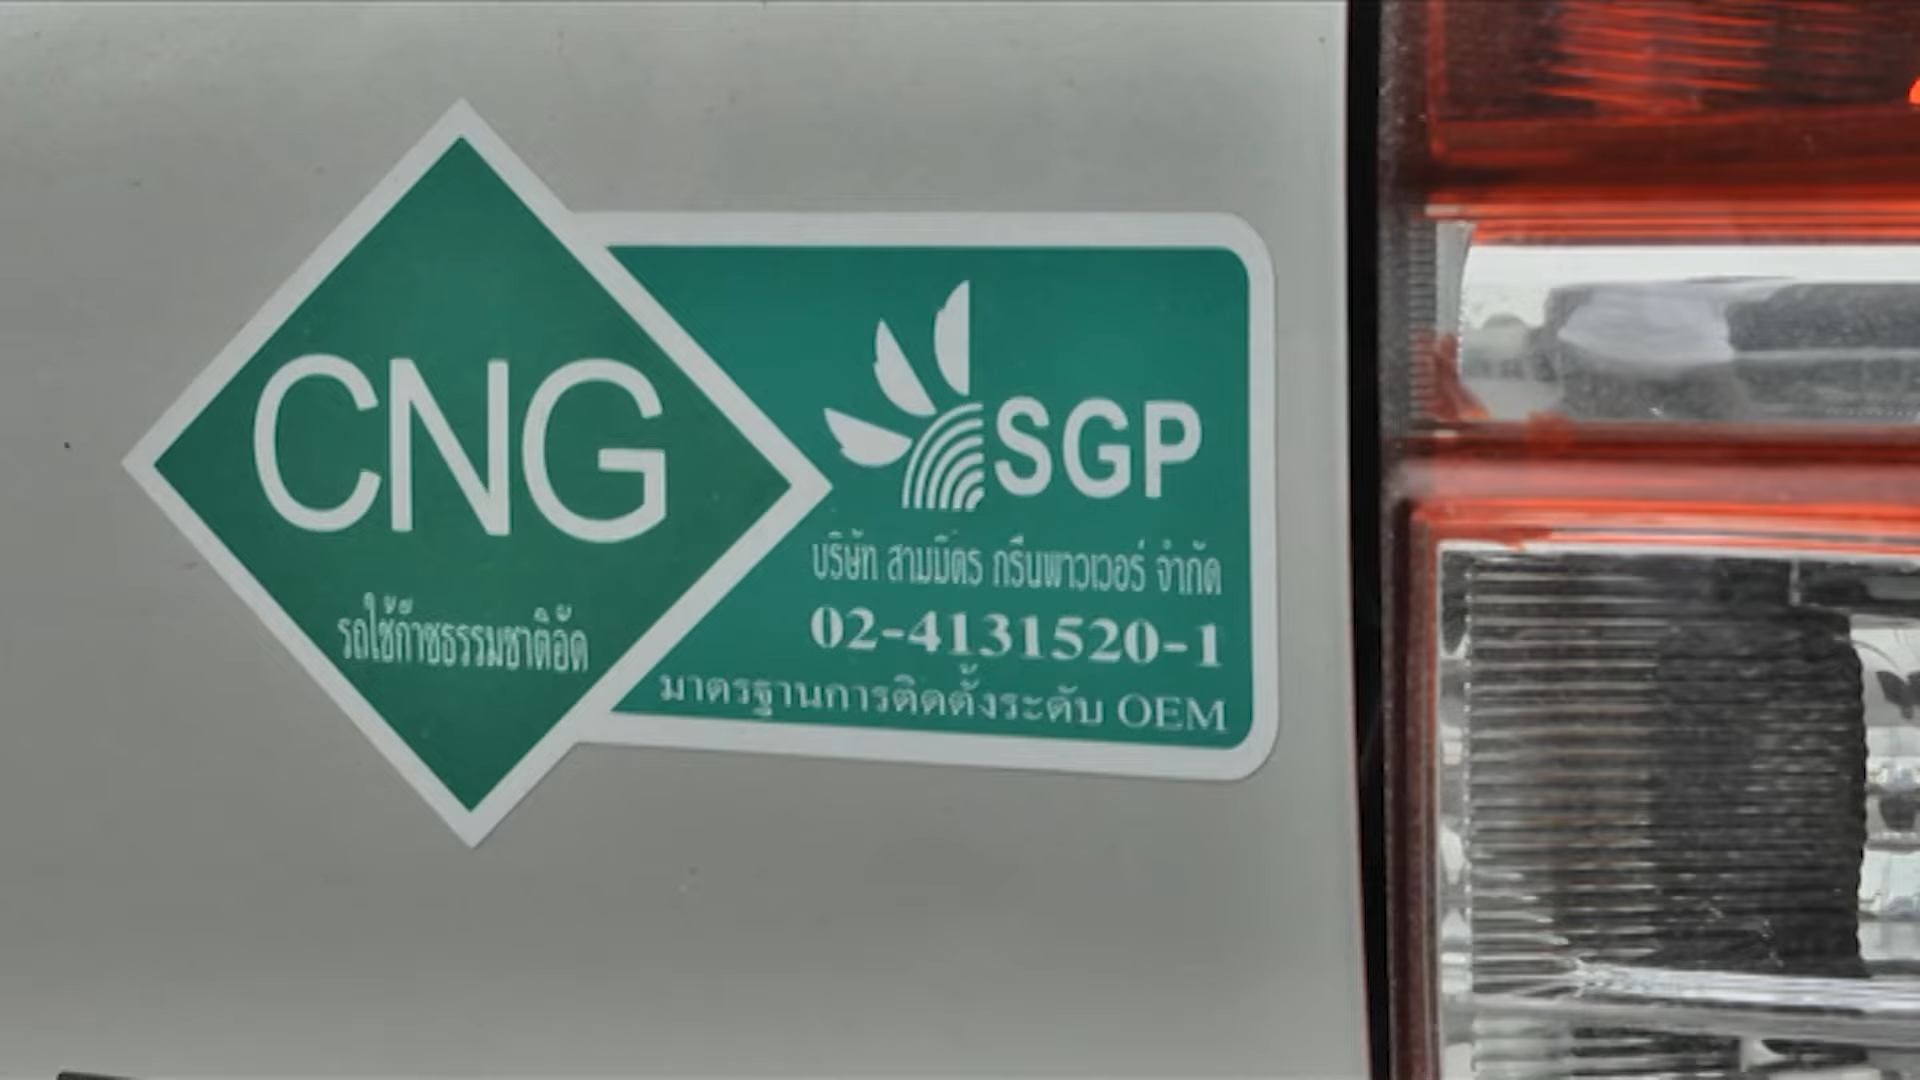 CNG
รถใช้ก๊าซธรรมชาติอัด
SGP
บริษัท สามมิตร กรีนพาวเวอร์ จำกัด
02-4131520-1
มาตรฐานการติดตั้งระดับ OEM